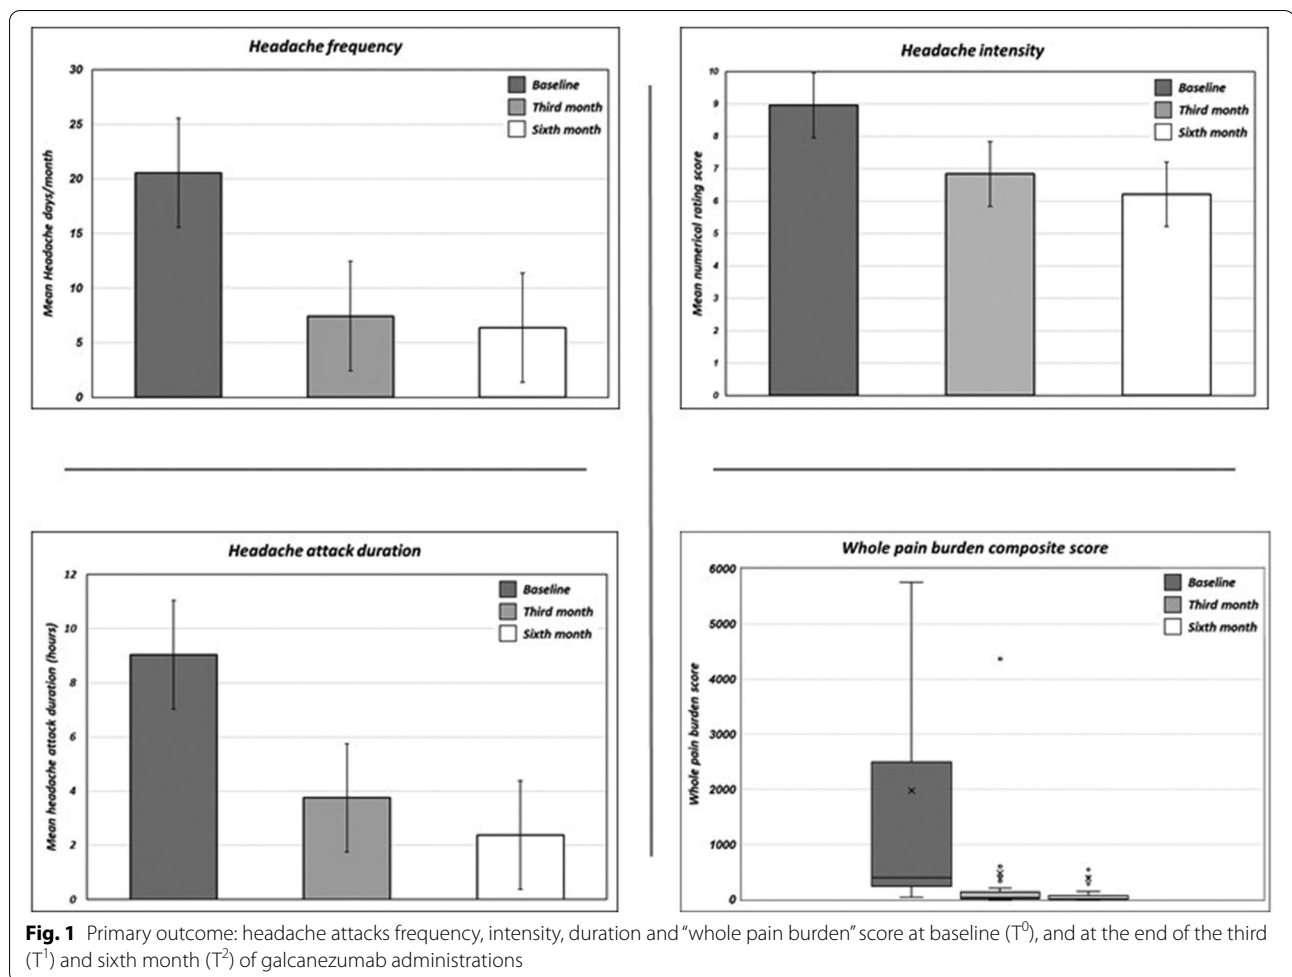 Headache frequency
30
25
20
15
10
5
0
Mean Headache days/month
Baseline
Third month
Sixth month
Headache intensity
10
9
8
7
6
5
4
3
2
1
0
Mean numerical rating score
Baseline
Third month
Sixth month
Headache attack duration
12
10
8
6
4
2
0
Mean headache attack duration (hours)
Baseline
Third month
Sixth month
Whole pain burden composite score
6000
5000
4000
3000
2000
1000
0
Whole pain burden score
Baseline
Third month
Sixth month
Fig. 1 Primary outcome: headache attacks frequency, intensity, duration and “whole pain burden” score at baseline (T⁰), and at the end of the third
(T¹) and sixth month (T²) of galcanezumab administrations